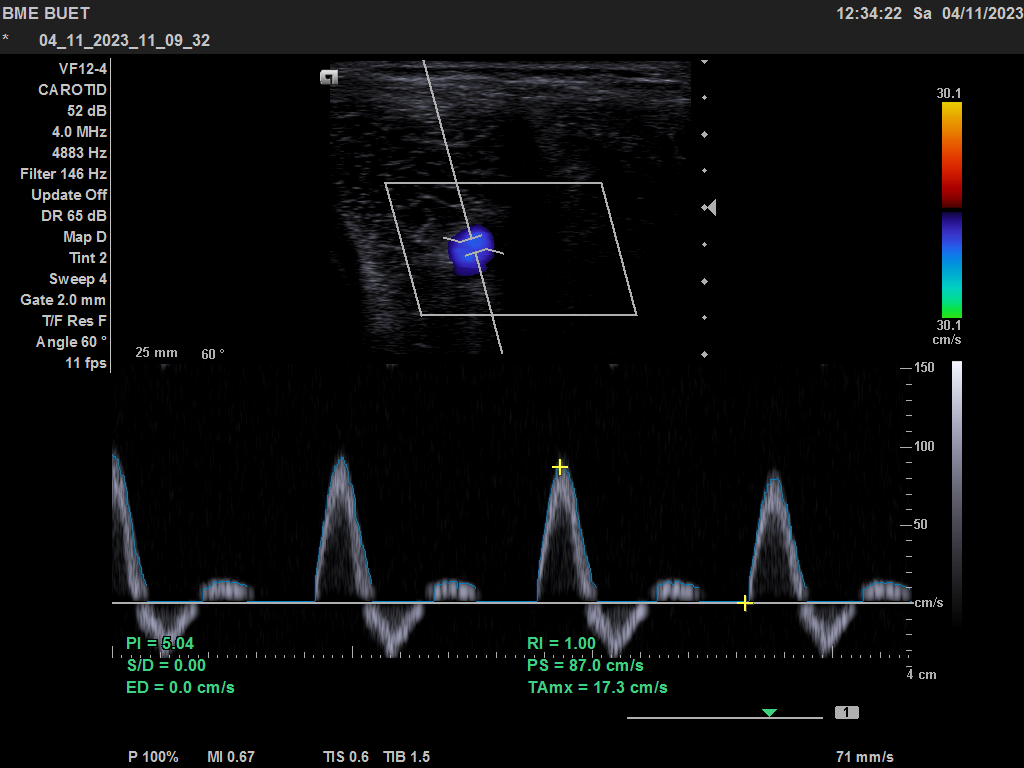 BME BUET
12:34:22 Sa 04/11/2023
* 04_11_2023_11_09_32
VF12-4
CAROTID
52 dB
4.0 MHz
4883 Hz
Filter 146 Hz
Update Off
DR 65 dB
Map D
Tint 2
Sweep 4
Gate 2.0 mm
T/F Res F
Angle 60 °
11 fps
25 mm 60 °
30.1
30.1
cm/s
150
100
50
cm/s
4 cm
PI = 5.04
S/D = 0.00
ED = 0.0 cm/s
RI = 1.00
PS = 87.0 cm/s
TAmx = 17.3 cm/s
1
P 100% MI 0.67 TIS 0.6 TIB 1.5 71 mm/s